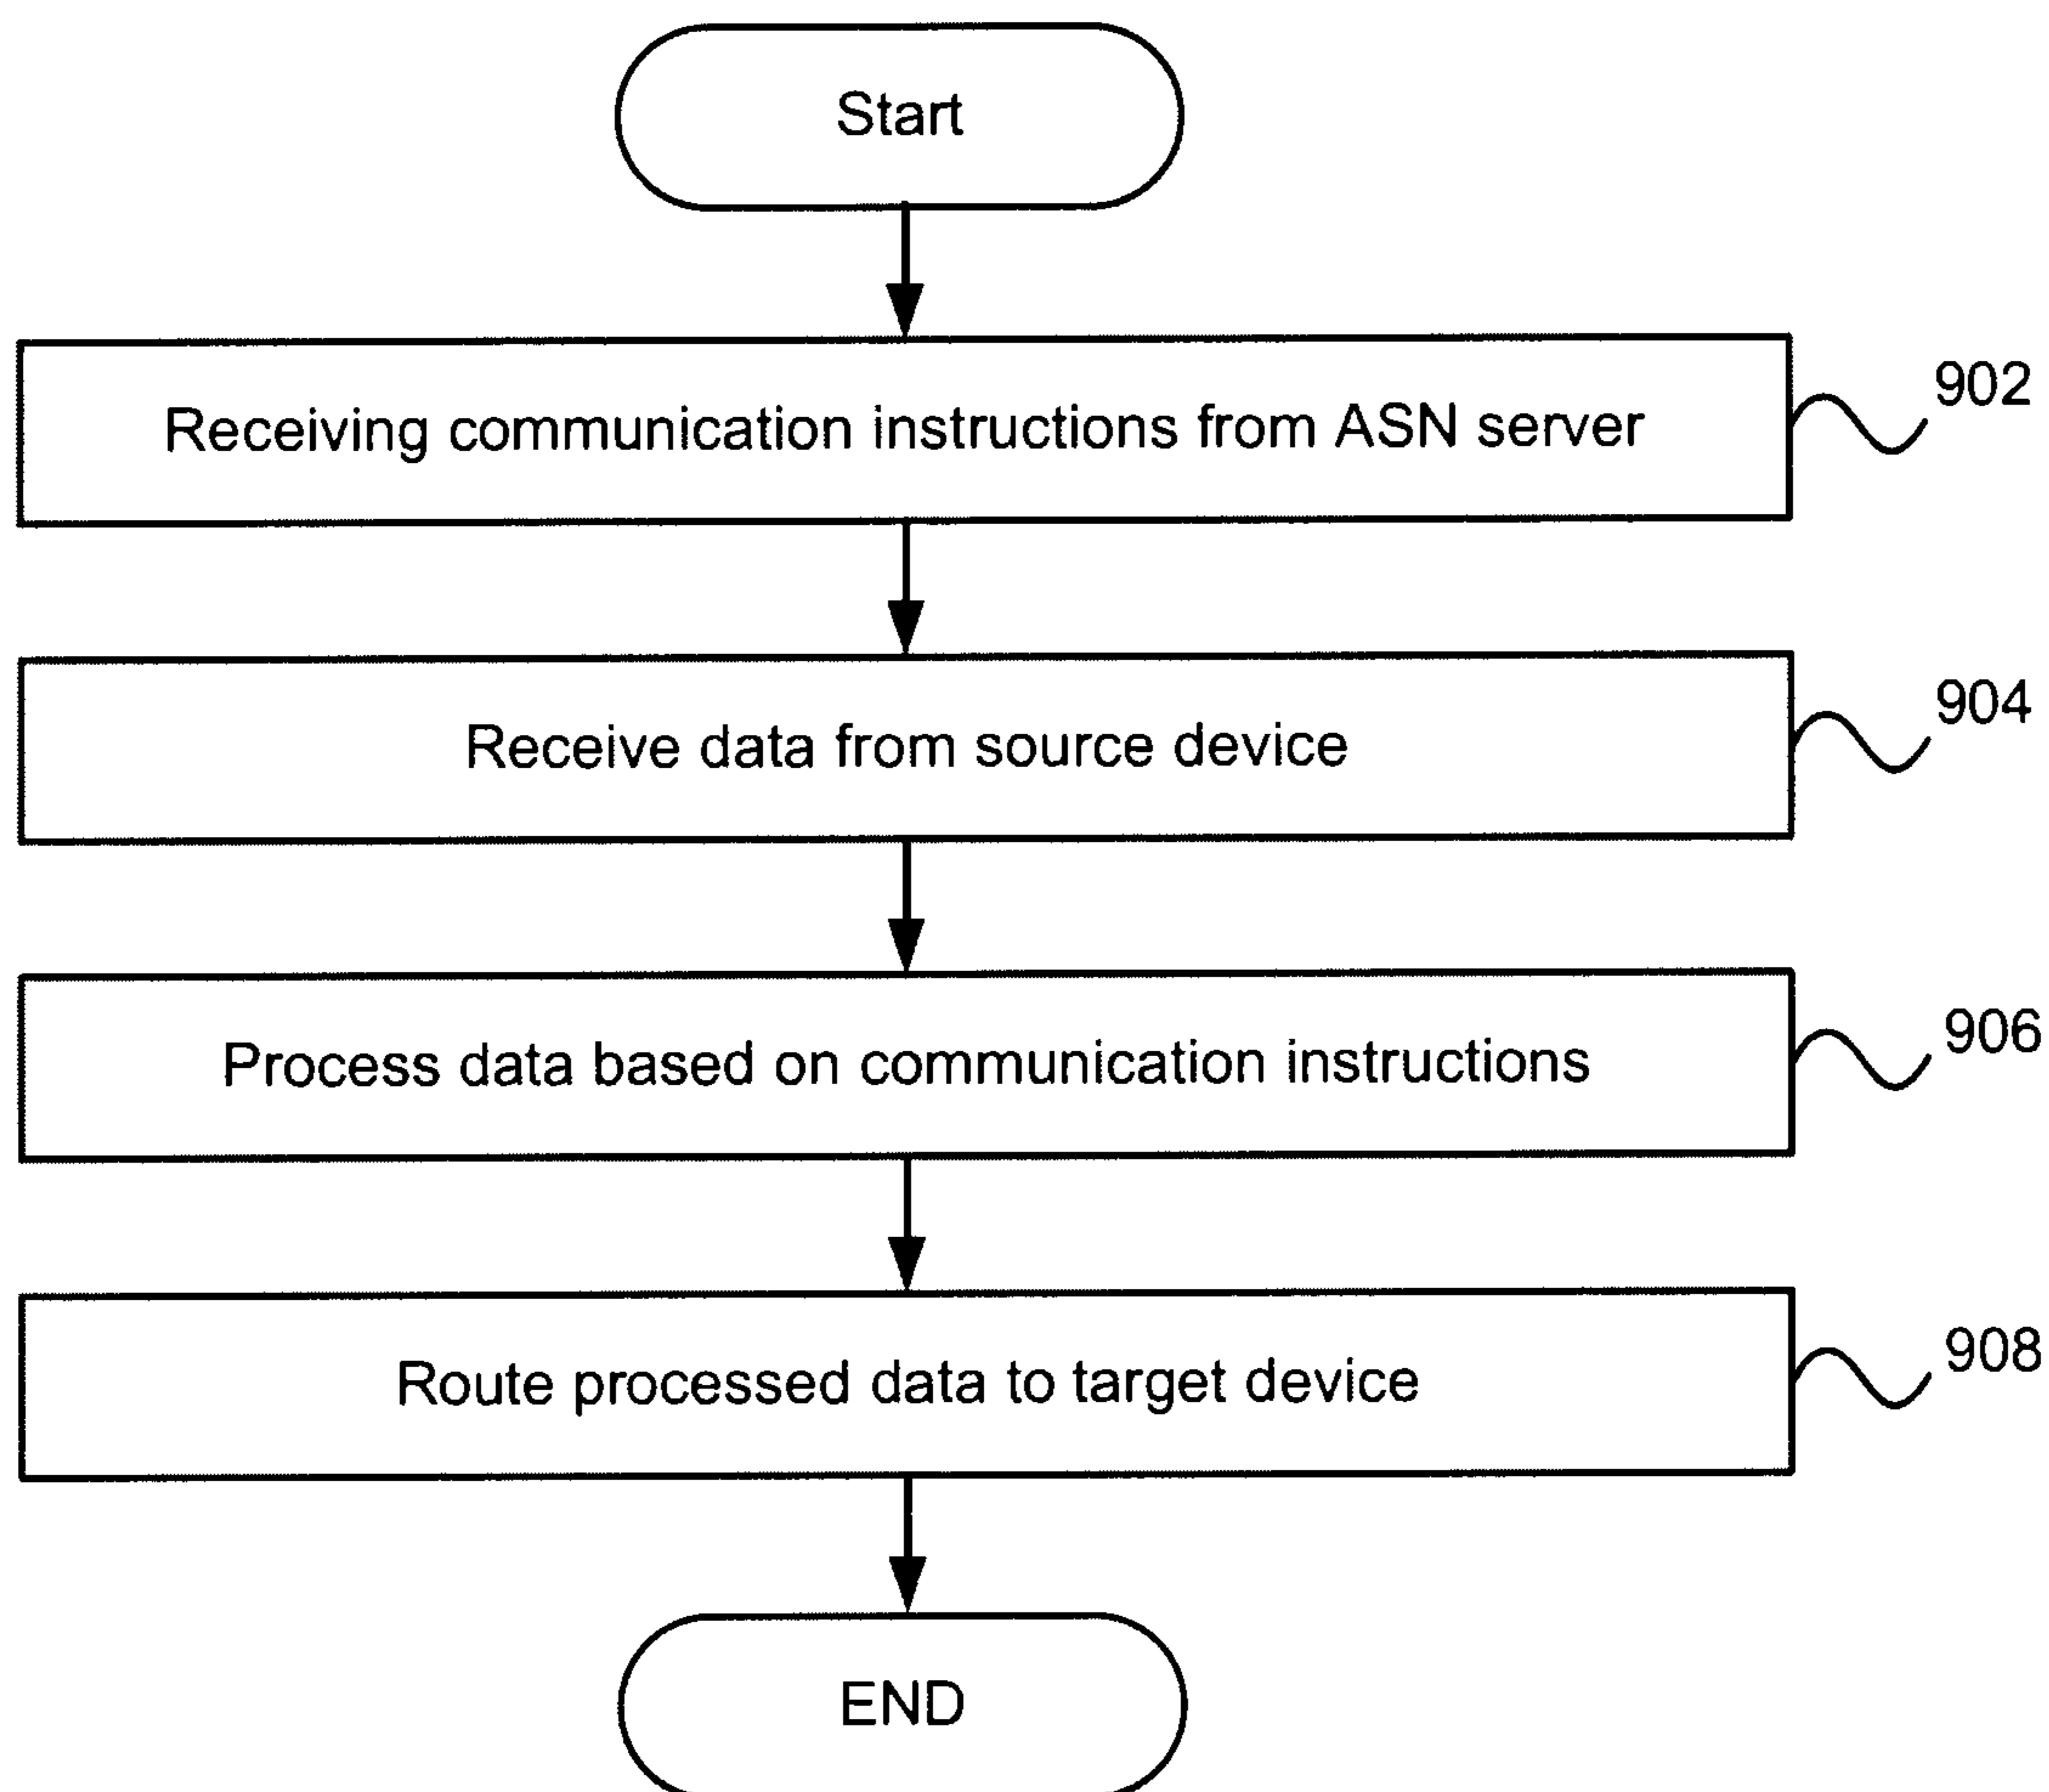 Start
Receiving communication instructions from ASN server
902
Receive data from source device
904
Process data based on communication instructions
906
Route processed data to target device
908
END